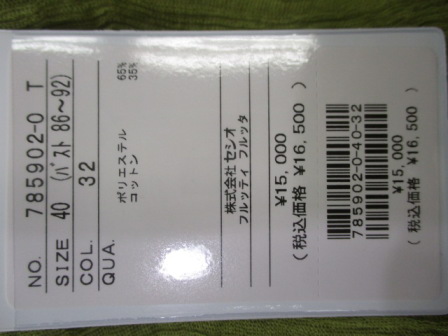 NO. 785902-0 T
SIZE 40 (バスト 86〜92)
COL. 32
QUA.
ポリエステル 65%
コットン 35%
株式会社セシオ
フルッティ フルッタ
¥15,000
(税込価格 ¥16,500 )
785902-0-40-32
¥15,000
(税込価格 ¥16,500 )